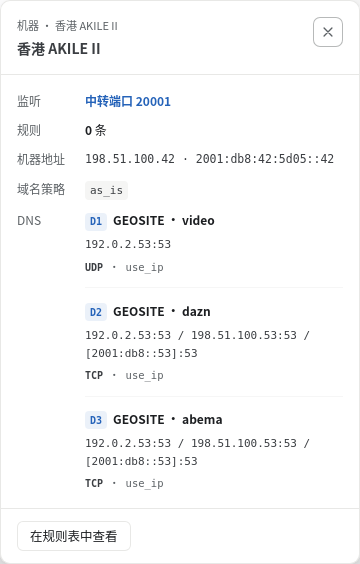 机器 · 香港 AKILE II
香港 AKILE II
监听 中转端口 20001
规则 0 条
机器地址 198.51.100.42 · 2001:db8:42:5d05::42
域名策略 as_is
DNS D1 GEOSITE · video
192.0.2.53:53
UDP · use_ip
D2 GEOSITE · dazn
192.0.2.53:53 / 198.51.100.53:53 /
[2001:db8::53]:53
TCP · use_ip
D3 GEOSITE · abema
192.0.2.53:53 / 198.51.100.53:53 /
[2001:db8::53]:53
TCP · use_ip
在规则表中查看